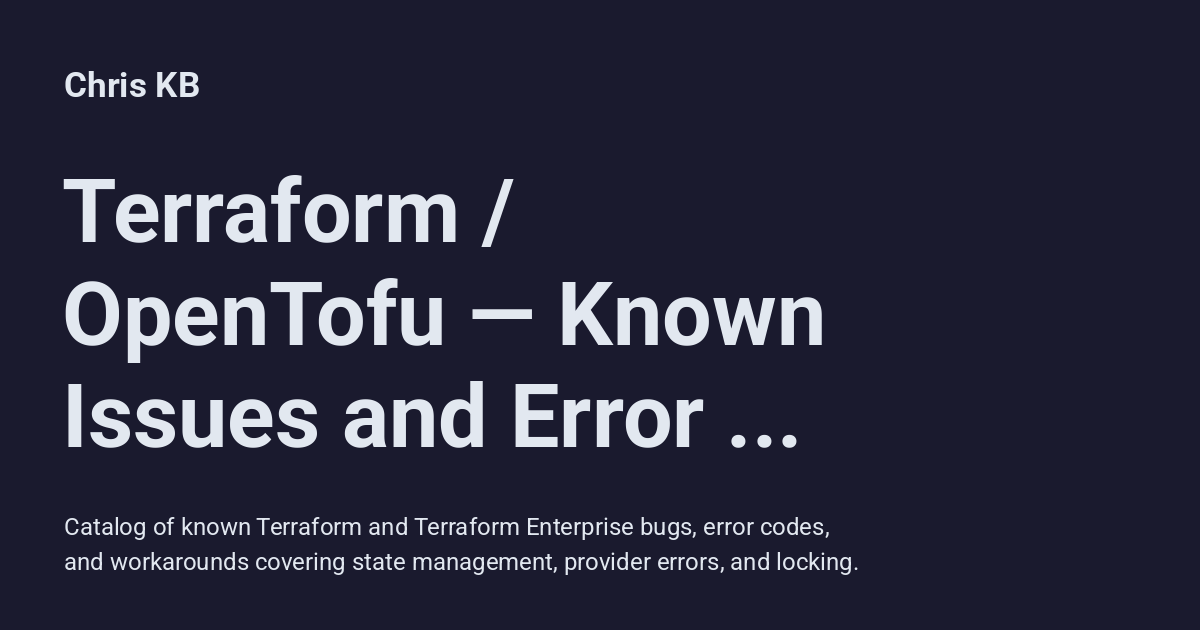 Chris KB
Terraform /
OpenTofu — Known
Issues and Error ...
Catalog of known Terraform and Terraform Enterprise bugs, error codes,
and workarounds covering state management, provider errors, and locking.